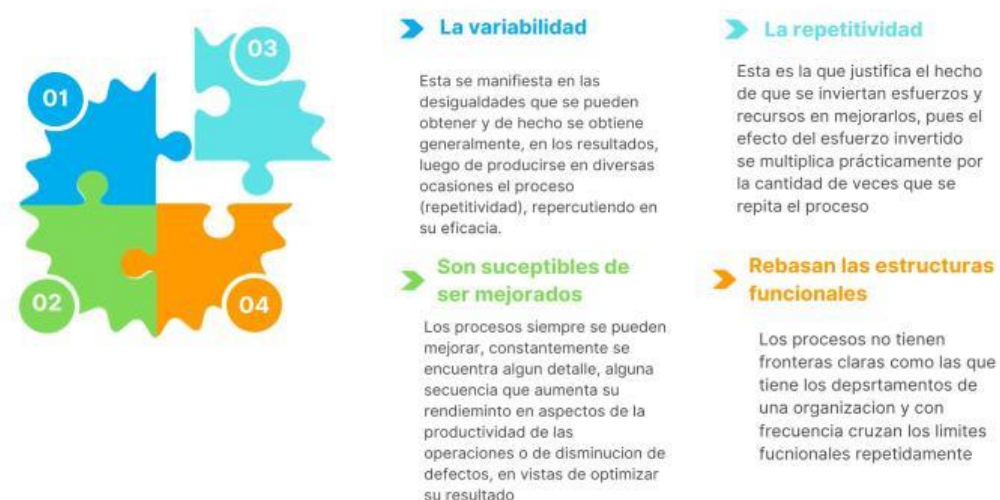 01
03
02
04
La variabilidad
Esta se manifiesta en las
desigualdades que se pueden
obtener y de hecho se obtiene
generalmente, en los resultados,
luego de producirse en diversas
ocasiones el proceso
(repetitividad), repercutiendo en
su eficacia.
La repetitividad
Esta es la que justifica el hecho
de que se inviertan esfuerzos y
recursos en mejorarlos, pues el
efecto del esfuerzo invertido
se multiplica prácticamente por
la cantidad de veces que se
repita el proceso
Son suceptibles de
ser mejorados
Los procesos siempre se pueden
mejorar, constantemente se
encuentra algun detalle, alguna
secuencia que aumenta su
rendieminto en aspectos de la
productividad de las
operaciones o de disminucion de
defectos, en vistas de optimizar
su resultado
Rebasan las estructuras
funcionales
Los procesos no tienen
fronteras claras como las que
tiene los depsrtamentos de
una organizacion y con
frecuencia cruzan los limites
fucnionales repetidamente